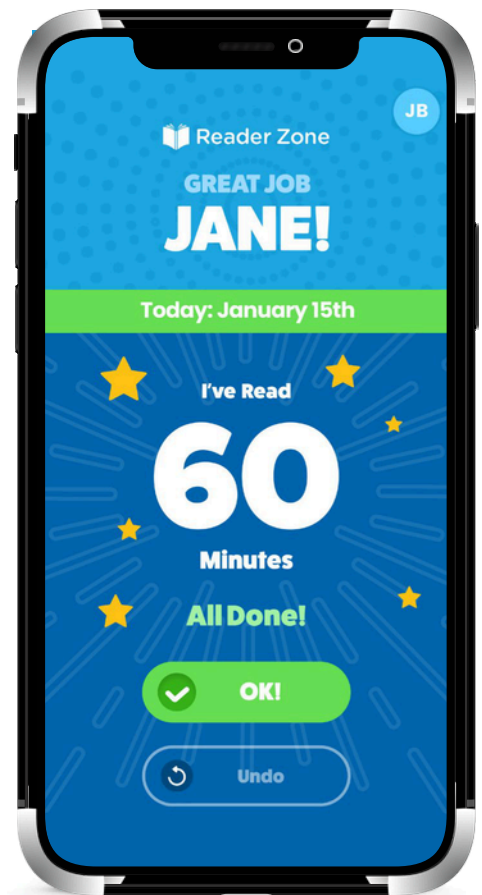 JB
Reader Zone
GREAT JOB
JANE!
Today: January 15th
I've Read
60
Minutes
All Done!
OK!
Undo